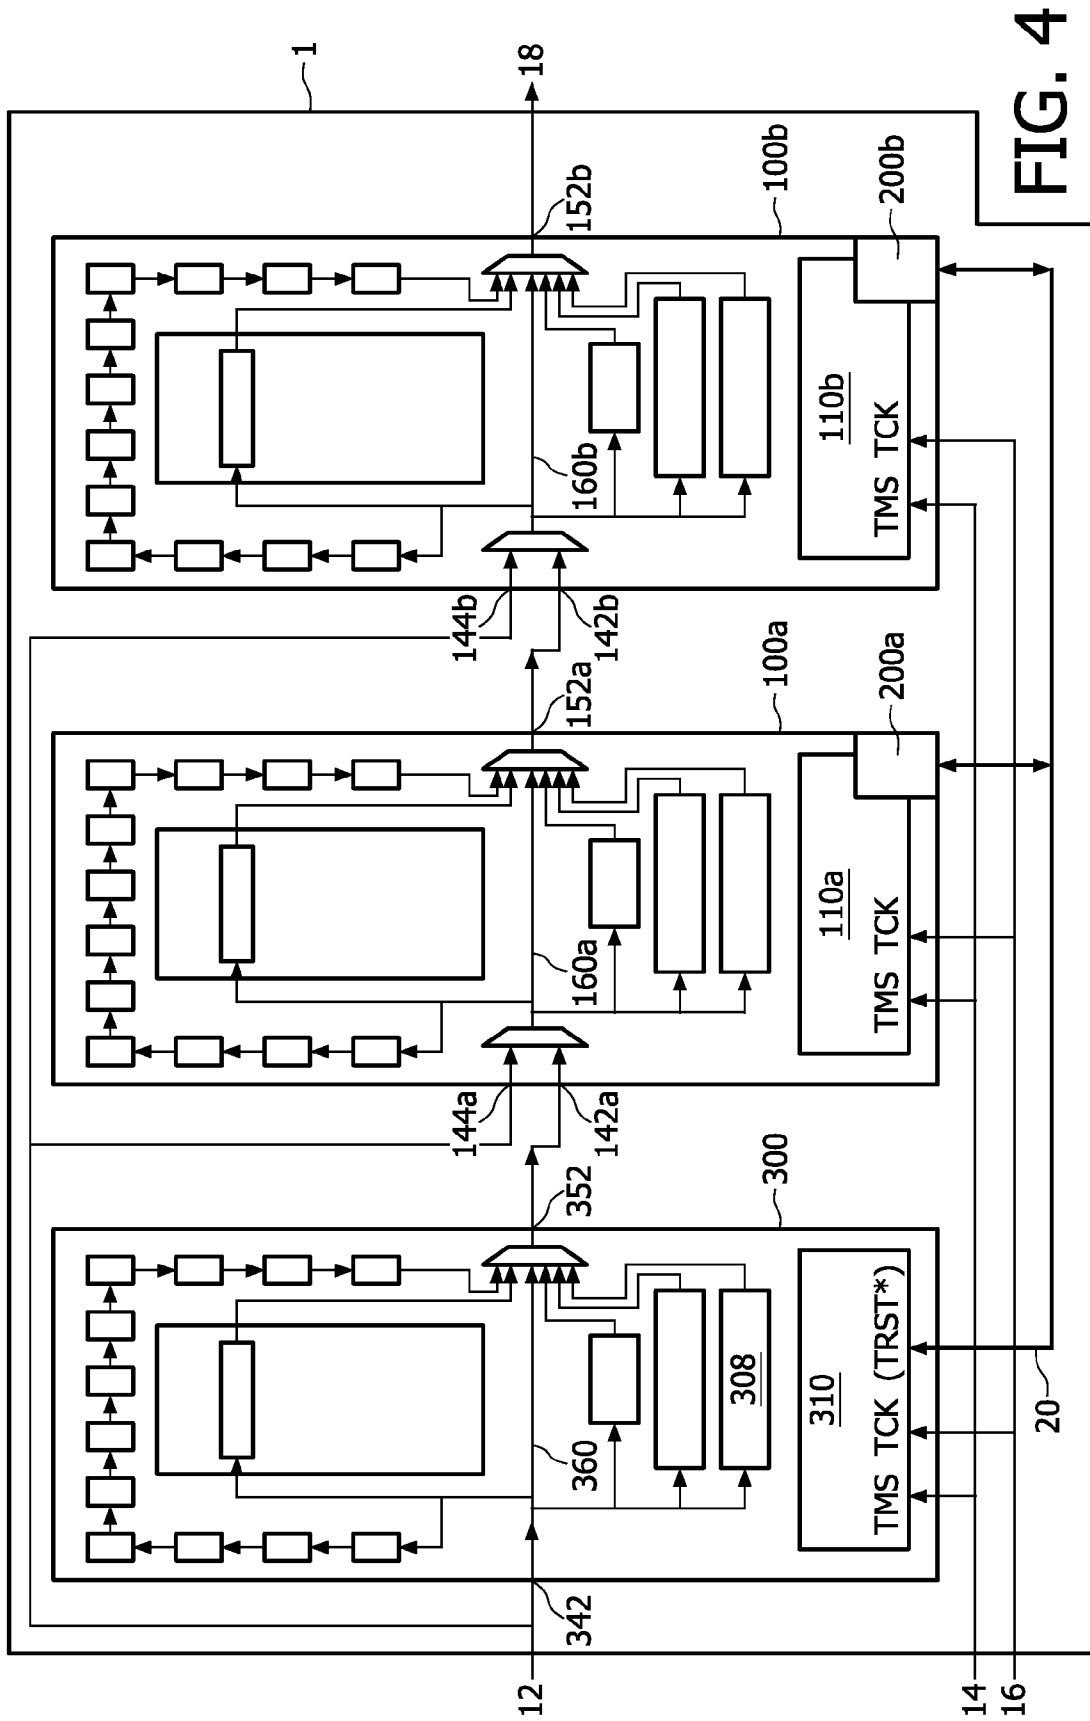 FIG. 4
1
12
18
342
352
300
360
308
310
TMS TCK (TRST*)
20
144a
142a
152a
100a
160a
110a
200a
TMS TCK
144b
142b
152b
100b
160b
110b
200b
TMS TCK
14
16